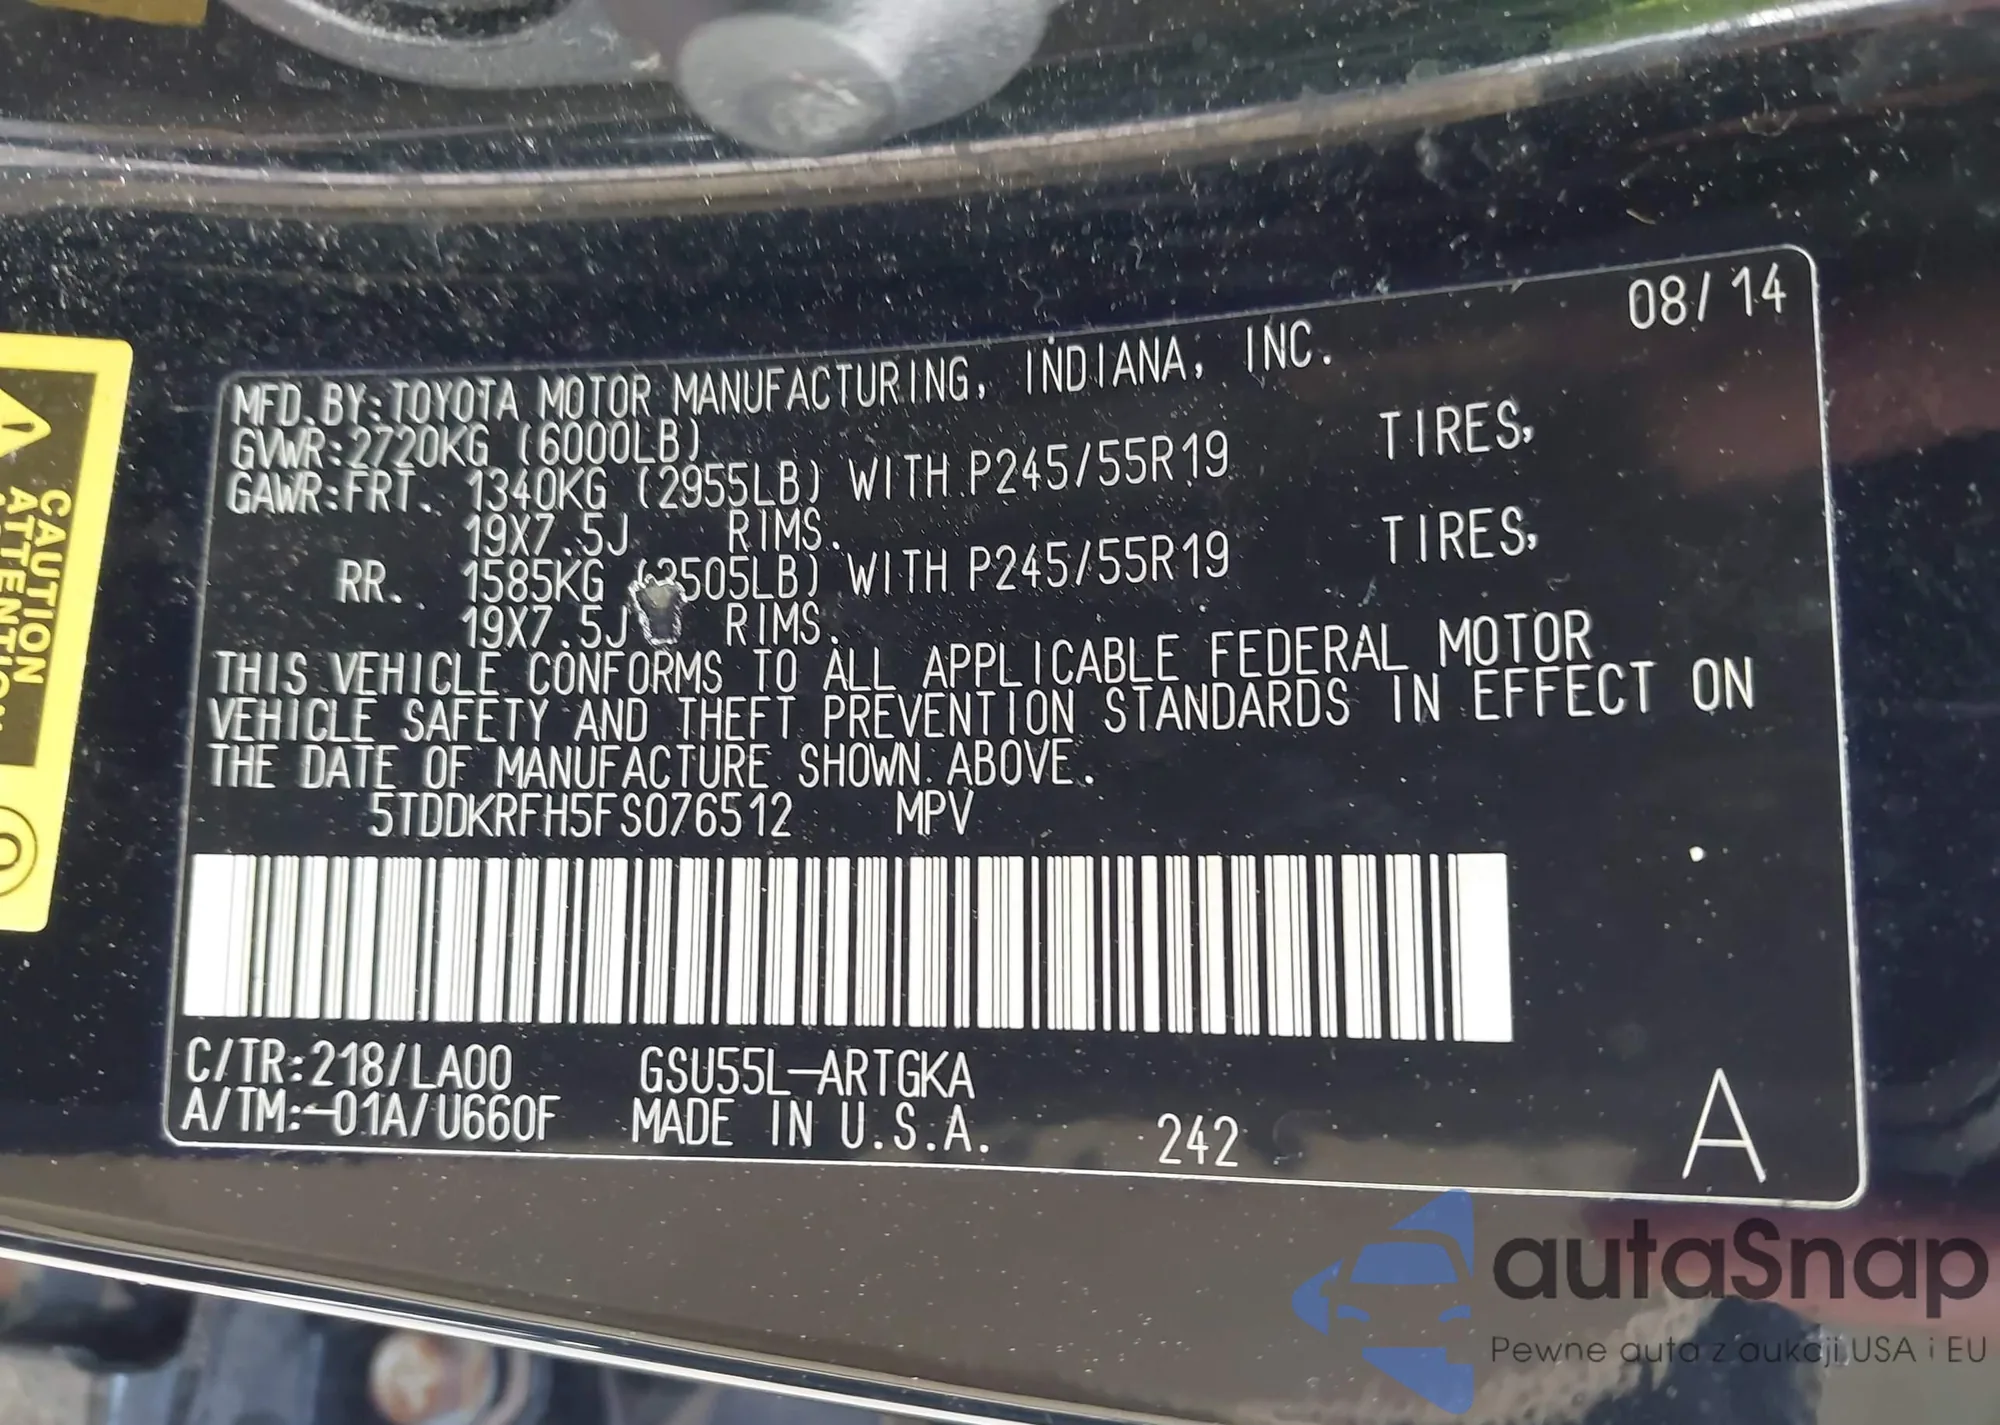 08/14
MFD. BY: TOYOTA MOTOR MANUFACTURING, INDIANA, INC.
GVWR: 2720KG (6000LB)
GAWR: FRT. 1340KG (2955LB) WITH P245/55R19 TIRES,
19X7.5J RIMS.
RR. 1585KG (3505LB) WITH P245/55R19 TIRES,
19X7.5J RIMS.
THIS VEHICLE CONFORMS TO ALL APPLICABLE FEDERAL MOTOR
VEHICLE SAFETY AND THEFT PREVENTION STANDARDS IN EFFECT ON
THE DATE OF MANUFACTURE SHOWN ABOVE.
5TDDKRFH5FS076512 MPV
C/TR: 218/LA00 GSU55L-ARTGKA
A/TM:-01A/U660F MADE IN U.S.A. 242 A
CAUTION
ATTENTION
autaSnap
Pewne auta z aukcji USA i EU